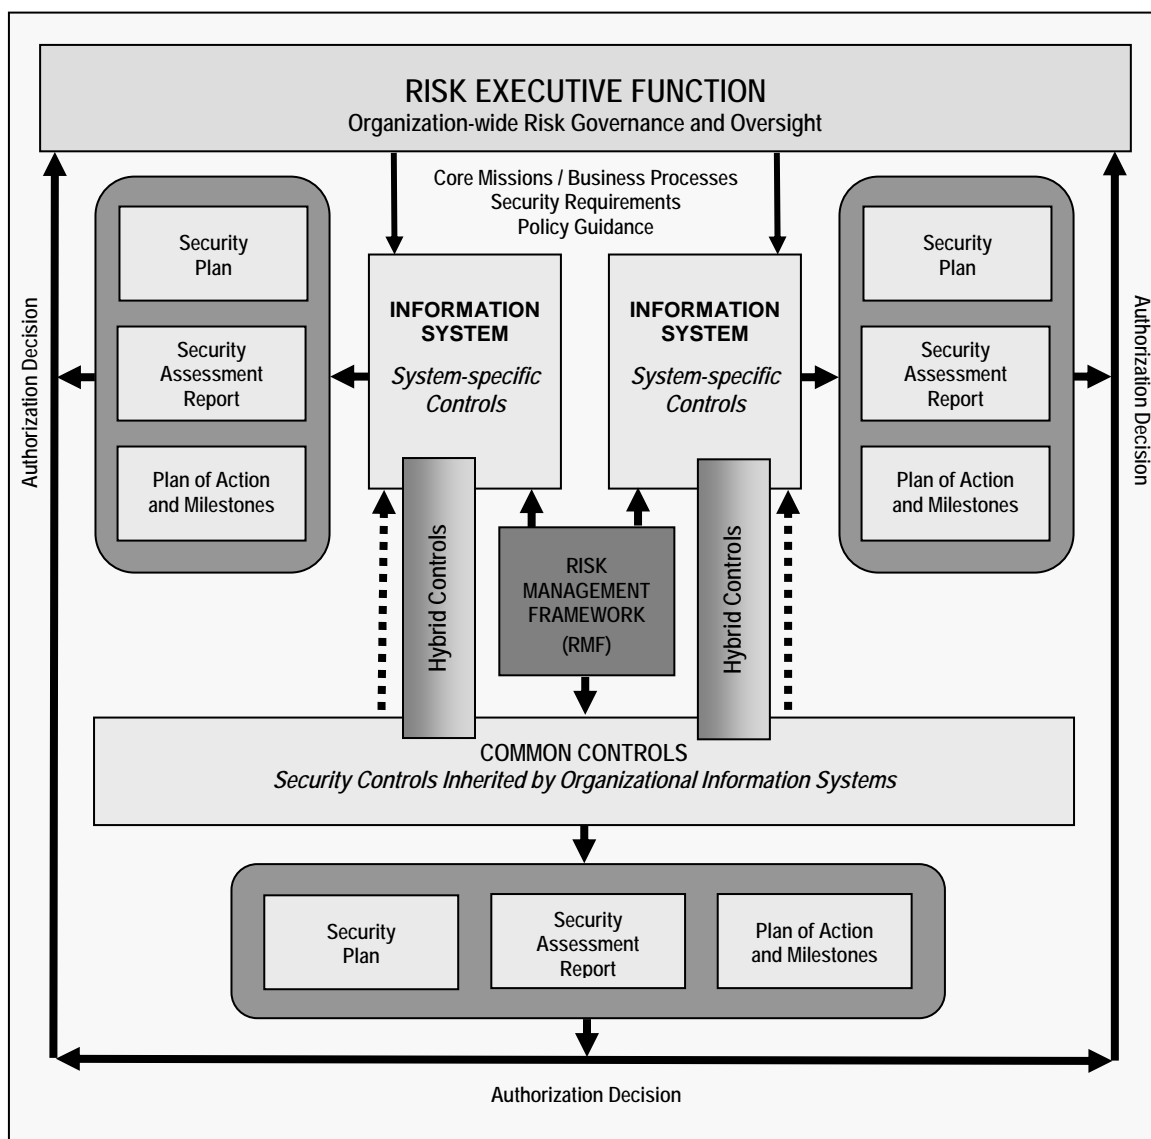 RISK EXECUTIVE FUNCTION
Organization-wide Risk Governance and Oversight
Core Missions / Business Processes
Security Requirements
Policy Guidance
Authorization Decision
Security
Plan
Security
Assessment
Report
Plan of Action
and Milestones
INFORMATION
SYSTEM
System-specific
Controls
INFORMATION
SYSTEM
System-specific
Controls
Security
Plan
Security
Assessment
Report
Plan of Action
and Milestones
Authorization Decision
Hybrid Controls
RISK
MANAGEMENT
FRAMEWORK
(RMF)
Hybrid Controls
COMMON CONTROLS
Security Controls Inherited by Organizational Information Systems
Security
Plan
Security
Assessment
Report
Plan of Action
and Milestones
Authorization Decision